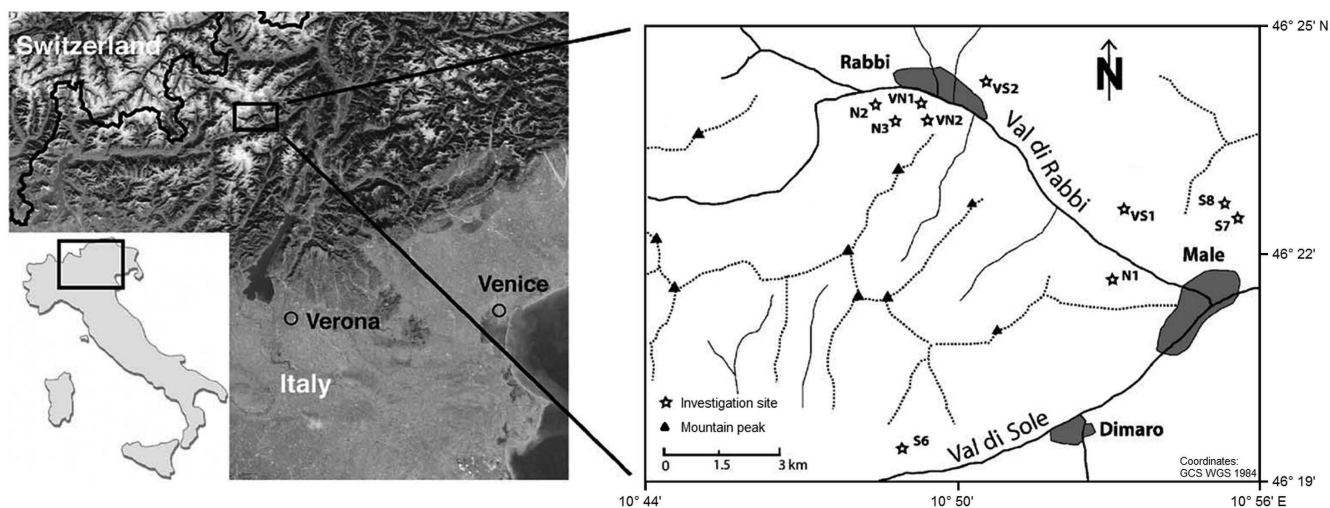 Switzerland
Verona
Venice
Italy
46° 25' N
N
Rabbi
VS2
VN1
N2
N3
VN2
Val di Rabbi
VS1
S8
S7
46° 22'
Male
N1
Investigation site
Mountain peak
0 1.5 3 km
S6
Val di Sole
Dimaro
Coordinates:
GCS WGS 1984
46° 19'
10° 44' 10° 50' 10° 56' E